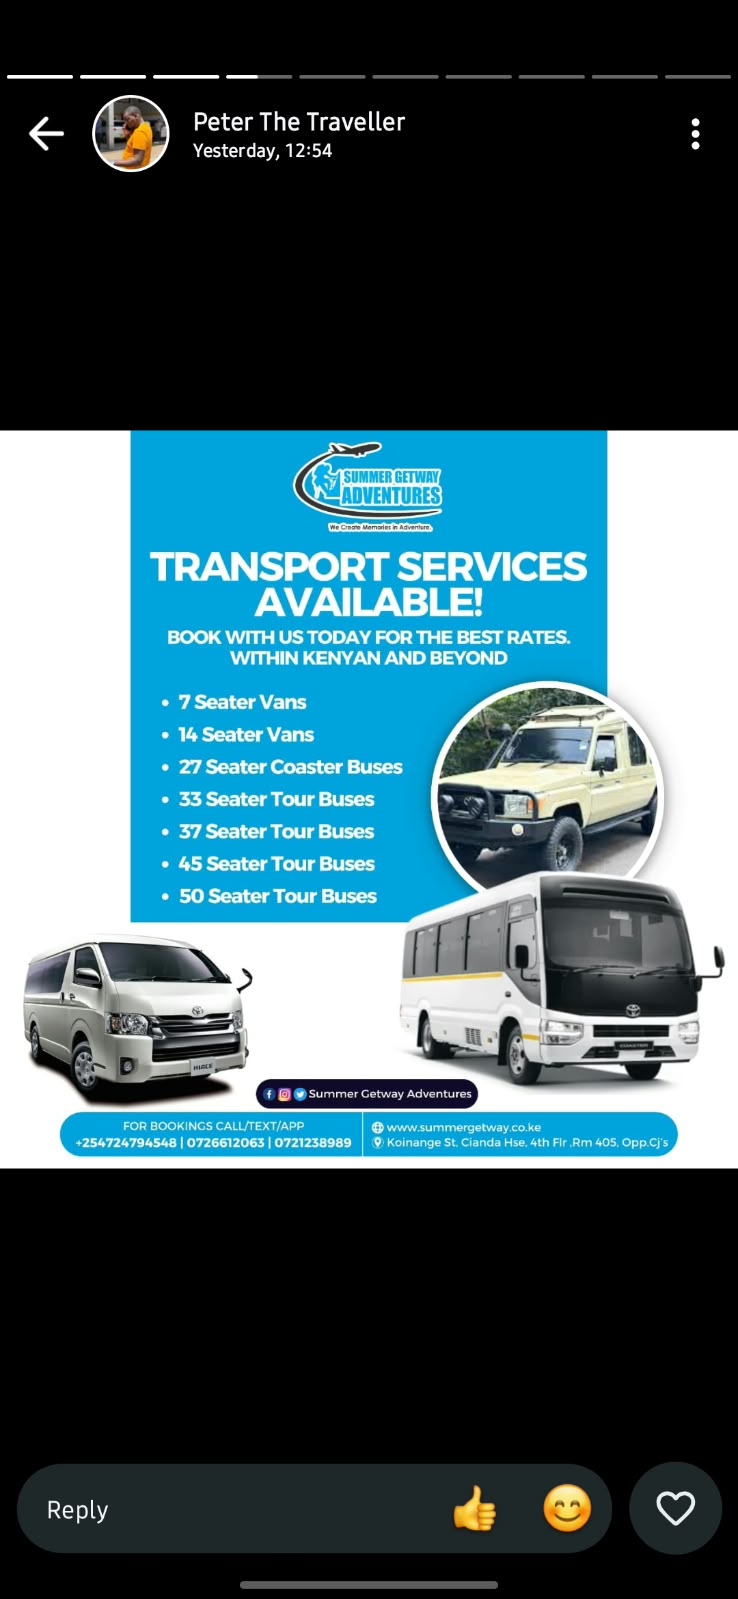 Peter The Traveller
Yesterday, 12:54
SUMMER GETWAY
ADVENTURES
We Create Memories in Adventure.
TRANSPORT SERVICES
AVAILABLE!
BOOK WITH US TODAY FOR THE BEST RATES.
WITHIN KENYAN AND BEYOND
• 7 Seater Vans
• 14 Seater Vans
• 27 Seater Coaster Buses
• 33 Seater Tour Buses
• 37 Seater Tour Buses
• 45 Seater Tour Buses
• 50 Seater Tour Buses
HIACE
COASTER
Summer Getway Adventures
FOR BOOKINGS CALL/TEXT/APP
+254724794548 | 0726612063 | 0721238989
www.summergetway.co.ke
Koinange St. Cianda Hse, 4th Flr ,Rm 405, Opp.Cj's
Reply